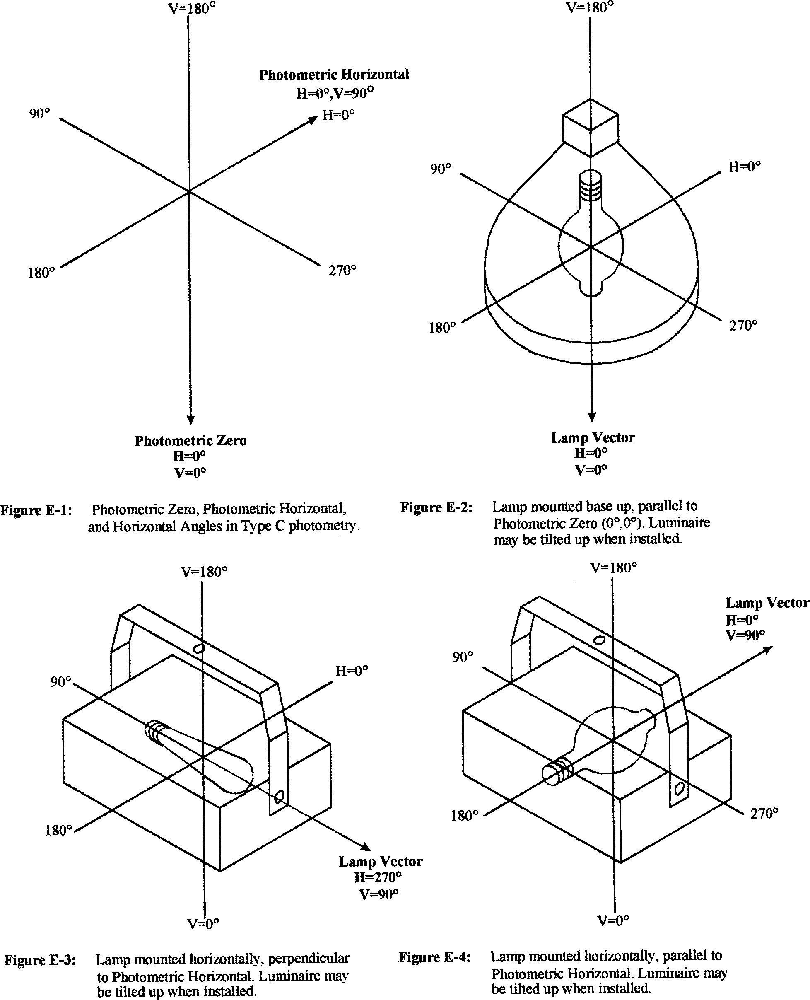 V=180°
Photometric Horizontal
H=0°,V=90°
H=0°
90°
180°
270°
Photometric Zero
H=0°
V=0°
Figure E-1: Photometric Zero, Photometric Horizontal,
and Horizontal Angles in Type C photometry.
V=180°
90°
H=0°
180°
270°
Lamp Vector
H=0°
V=0°
Figure E-2: Lamp mounted base up, parallel to
Photometric Zero (0°,0°). Luminaire
may be tilted up when installed.
V=180°
H=0°
90°
180°
Lamp Vector
H=270°
V=90°
V=0°
Figure E-3: Lamp mounted horizontally, perpendicular
to Photometric Horizontal. Luminaire may
be tilted up when installed.
V=180°
Lamp Vector
H=0°
V=90°
90°
180°
270°
V=0°
Figure E-4: Lamp mounted horizontally, parallel to
Photometric Horizontal. Luminaire may
be tilted up when installed.